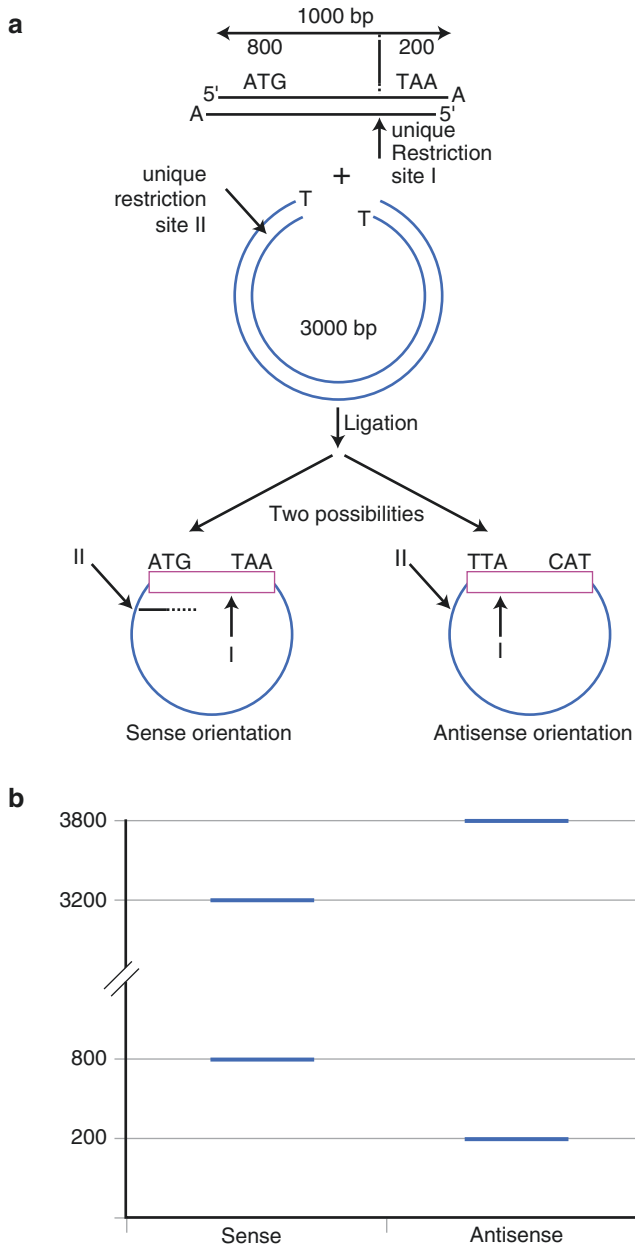 a
1000 bp
800 200
ATG TAA
5' A
A 5'
unique
Restriction
site I
+
unique
restriction
site II
T
T
3000 bp
Ligation
Two possibilities
II ATG TAA
I
Sense orientation
II TTA CAT
I
Antisense orientation
b
3800
3200
800
200
Sense Antisense